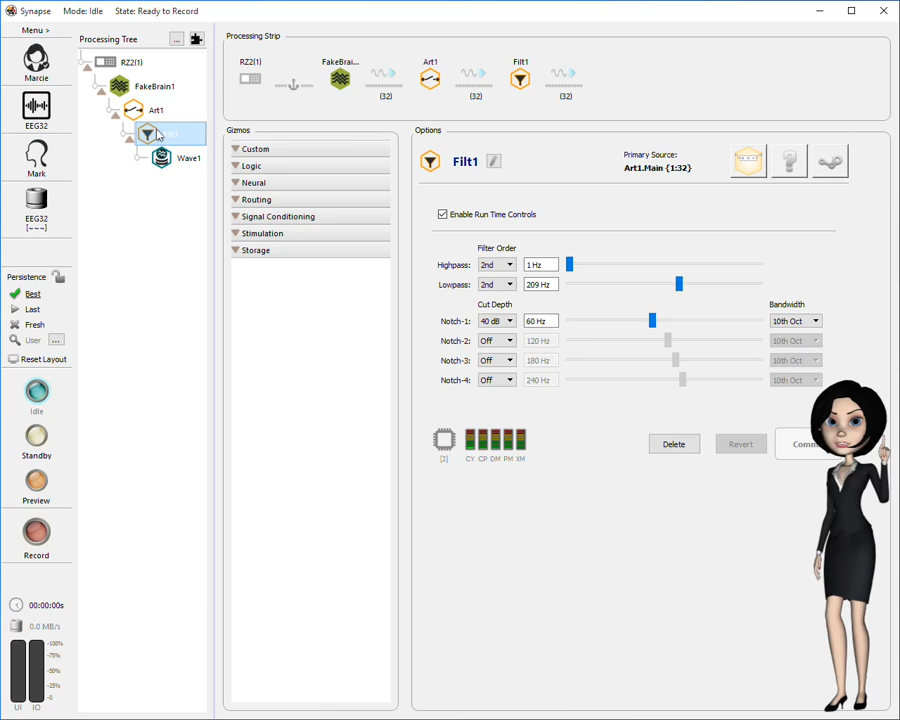 Synapse Mode: Idle State: Ready to Record
Menu >
Marcie
EEG32
Mark
EEG32
[~~~]
Persistence
Best
Last
Fresh
User ...
Reset Layout
Idle
Standby
Preview
Record
00:00:00s
0.0 MB/s
-100%
-75%
-50%
-25%
-0
UI IO
Processing Tree ...
RZ2(1)
FakeBrain1
Art1
Wave1
Processing Strip
RZ2(1) FakeBrai... Art1 Filt1
(32) (32) (32)
Gizmos
Custom
Logic
Neural
Routing
Signal Conditioning
Stimulation
Storage
Options
Filt1
Primary Source:
Art1.Main {1:32}
Enable Run Time Controls
Filter Order
Highpass: 2nd 1 Hz
Lowpass: 2nd 209 Hz
Cut Depth Bandwidth
Notch-1: 40 dB 60 Hz 10th Oct
Notch-2: Off 120 Hz 10th Oct
Notch-3: Off 180 Hz 10th Oct
Notch-4: Off 240 Hz 10th Oct
[2] CY CP DM PM XM
Delete Revert